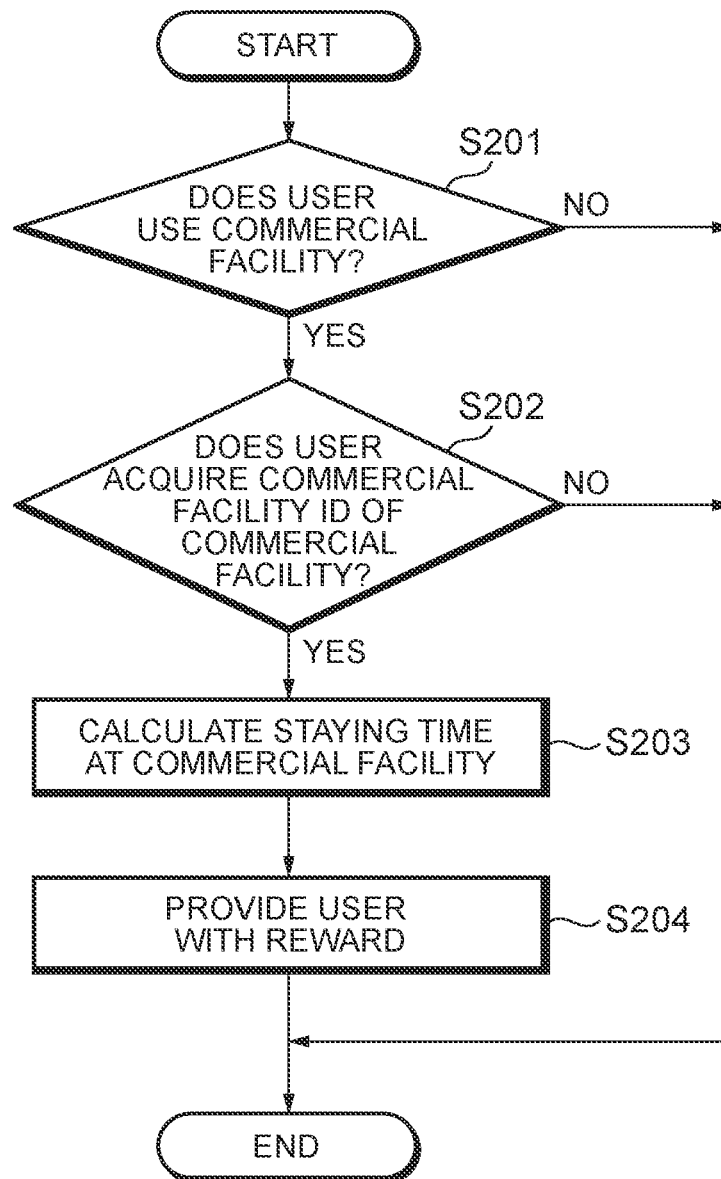 START
S201
DOES USER
USE COMMERCIAL
FACILITY?
NO
YES
S202
DOES USER
ACQUIRE COMMERCIAL
FACILITY ID OF
COMMERCIAL
FACILITY?
NO
YES
CALCULATE STAYING TIME
AT COMMERCIAL FACILITY
S203
PROVIDE USER
WITH REWARD
S204
END